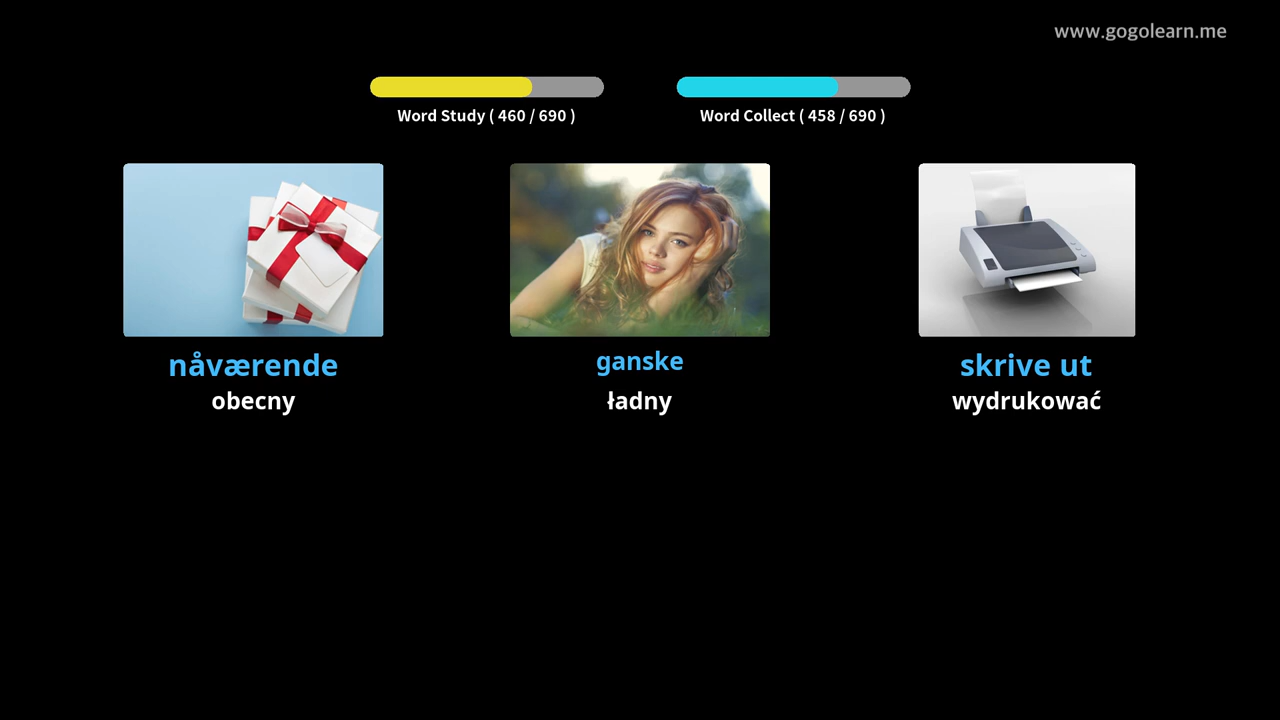 www.gogolearn.me
Word Study ( 460 / 690 )
Word Collect ( 458 / 690 )
nåværende
obecny
ganske
ładny
skrive ut
wydrukować